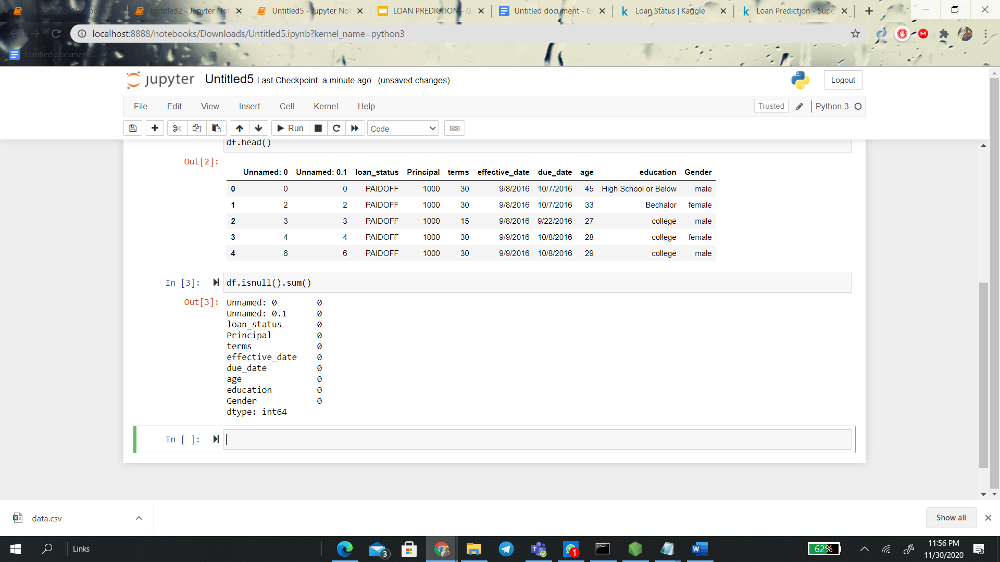 Untitled2 - Jupyter Not
Untitled5 - Jupyter Not
LOAN PREDICTION - G
Untitled document - Go
Loan Status | Kaggle
Loan Prediction - Supe
localhost:8888/notebooks/Downloads/Untitled5.ipynb?kernel_name=python3
Untitled document...
jupyter Untitled5 Last Checkpoint: a minute ago (unsaved changes)
Logout
File Edit View Insert Cell Kernel Help
Trusted
Python 3
Run
Code
df.head()
Out[2]:
Unnamed: 0 Unnamed: 0.1 loan_status Principal terms effective_date due_date age education Gender
0 0 0 PAIDOFF 1000 30 9/8/2016 10/7/2016 45 High School or Below male
1 2 2 PAIDOFF 1000 30 9/8/2016 10/7/2016 33 Bechalor female
2 3 3 PAIDOFF 1000 15 9/8/2016 9/22/2016 27 college male
3 4 4 PAIDOFF 1000 30 9/9/2016 10/8/2016 28 college female
4 6 6 PAIDOFF 1000 30 9/9/2016 10/8/2016 29 college male
In [3]: df.isnull().sum()
Out[3]: Unnamed: 0 0
Unnamed: 0.1 0
loan_status 0
Principal 0
terms 0
effective_date 0
due_date 0
age 0
education 0
Gender 0
dtype: int64
In [ ]:
data.csv
Show all
Links
3
1
62%
11:56 PM
11/30/2020